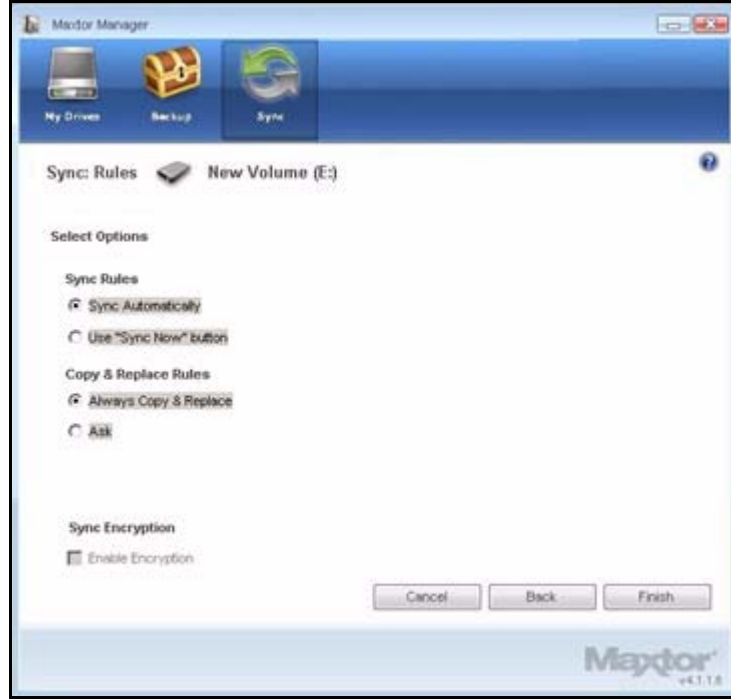 Maxtor Manager
My Drives Backup Sync
Sync: Rules New Volume (E:)
Select Options
Sync Rules
Sync Automatically
Use "Sync Now" button
Copy & Replace Rules
Always Copy & Replace
Ask
Sync Encryption
Enable Encryption
Cancel Back Finish
Maxtor